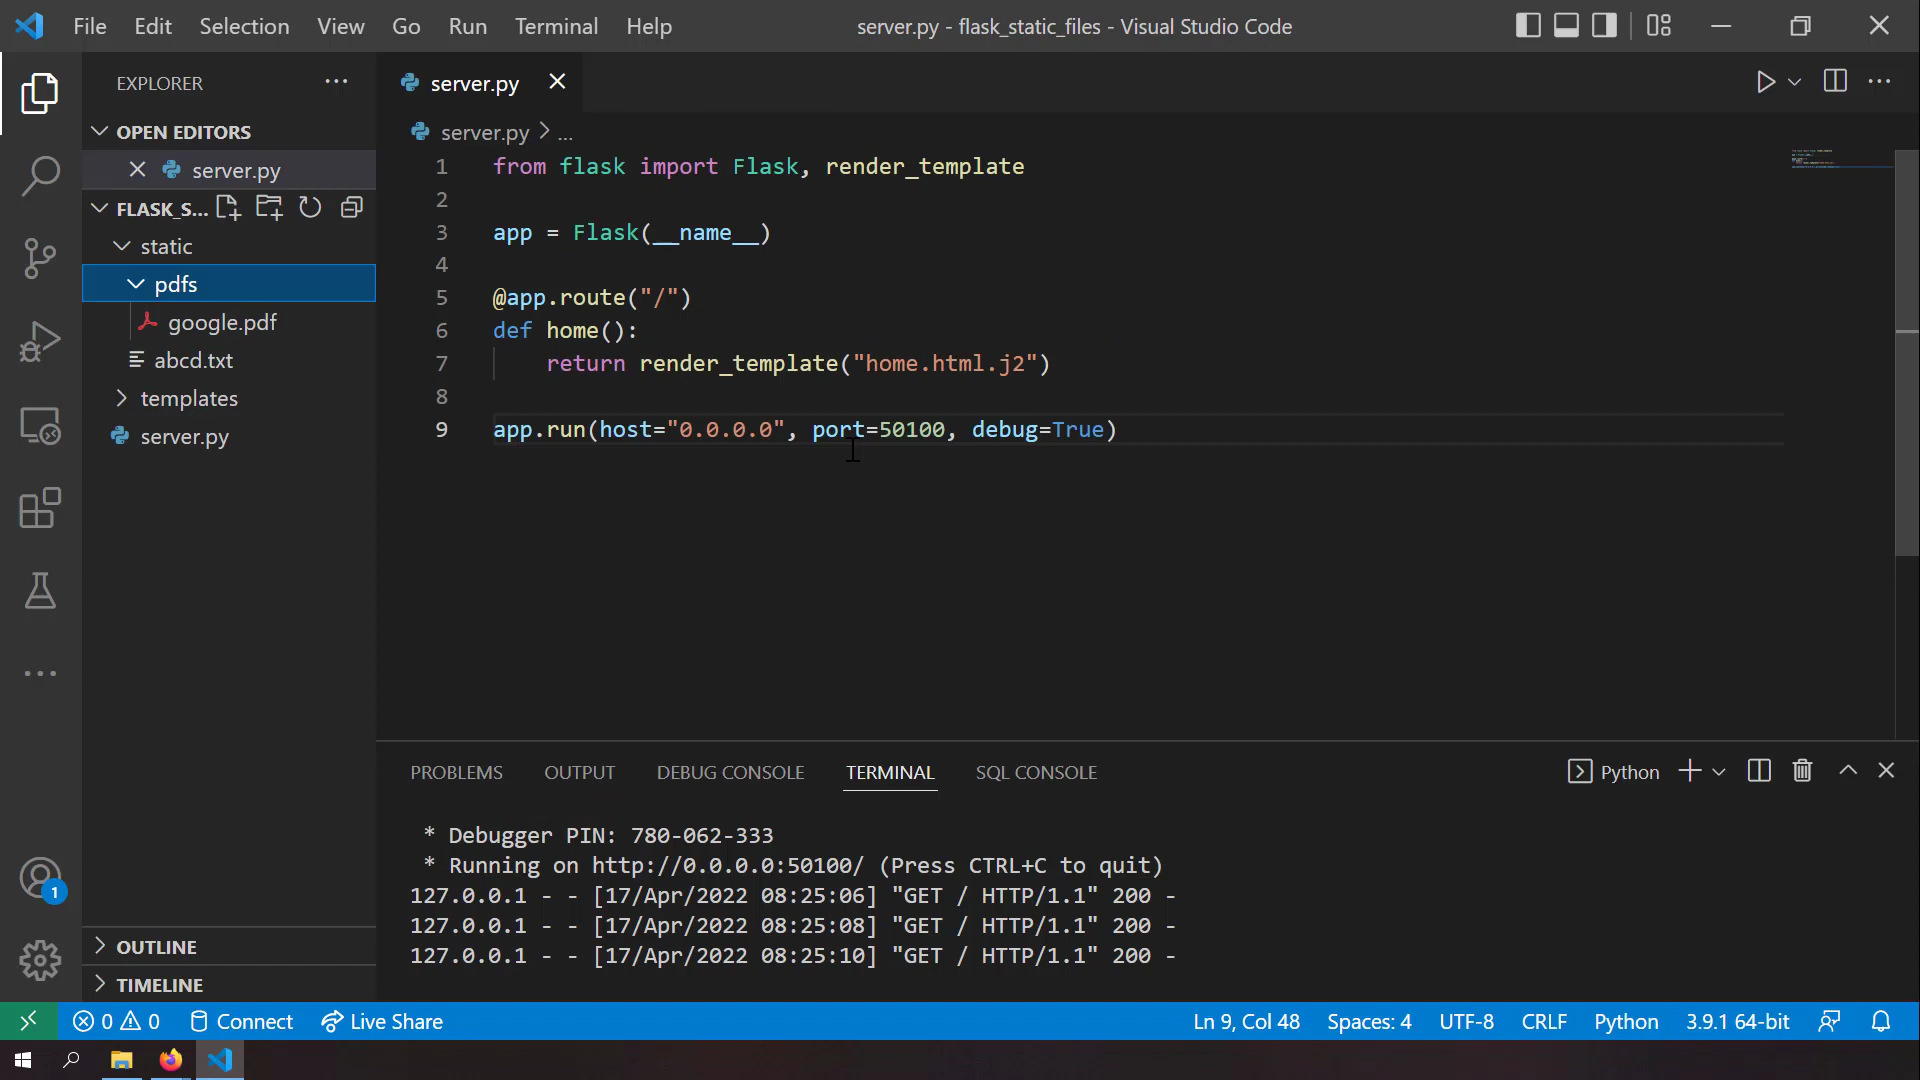 File Edit Selection View Go Run Terminal Help
server.py - flask_static_files - Visual Studio Code
EXPLORER
OPEN EDITORS
server.py
FLASK_S...
static
pdfs
google.pdf
abcd.txt
templates
server.py
OUTLINE
TIMELINE
server.py
server.py > ...
1 from flask import Flask, render_template
2
3 app = Flask(__name__)
4
5 @app.route("/")
6 def home():
7 return render_template("home.html.j2")
8
9 app.run(host="0.0.0.0", port=50100, debug=True)
PROBLEMS OUTPUT DEBUG CONSOLE TERMINAL SQL CONSOLE
Python
* Debugger PIN: 780-062-333
* Running on http://0.0.0.0:50100/ (Press CTRL+C to quit)
127.0.0.1 - - [17/Apr/2022 08:25:06] "GET / HTTP/1.1" 200 -
127.0.0.1 - - [17/Apr/2022 08:25:08] "GET / HTTP/1.1" 200 -
127.0.0.1 - - [17/Apr/2022 08:25:10] "GET / HTTP/1.1" 200 -
1
0 0 Connect Live Share
Ln 9, Col 48 Spaces: 4 UTF-8 CRLF Python 3.9.1 64-bit